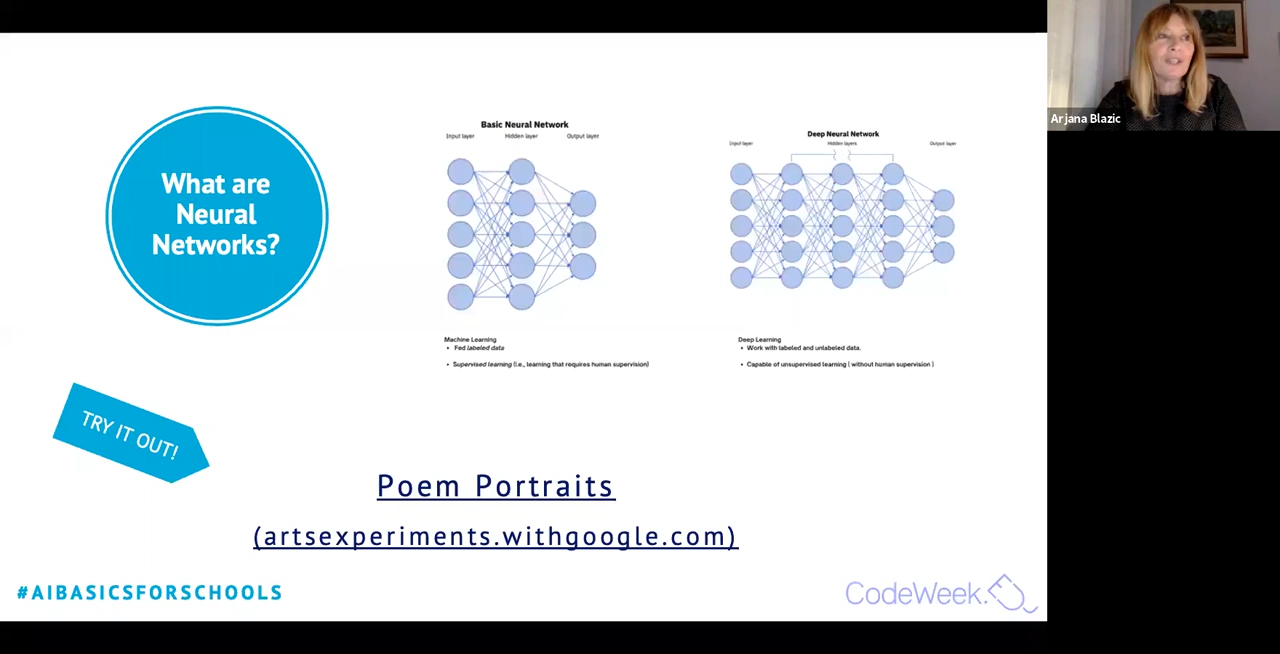 What are
Neural
Networks?
Basic Neural Network
Input layer Hidden layer Output layer
Machine Learning
• Fed labeled data
• Supervised learning (i.e., learning that requires human supervision)
Deep Neural Network
Input layer Hidden layers Output layer
Deep Learning
• Work with labeled and unlabeled data.
• Capable of unsupervised learning ( without human supervision )
TRY IT OUT!
Poem Portraits
(artsexperiments.withgoogle.com)
#AIBASICSFORSCHOOLS
CodeWeek.
Arjana Blazic